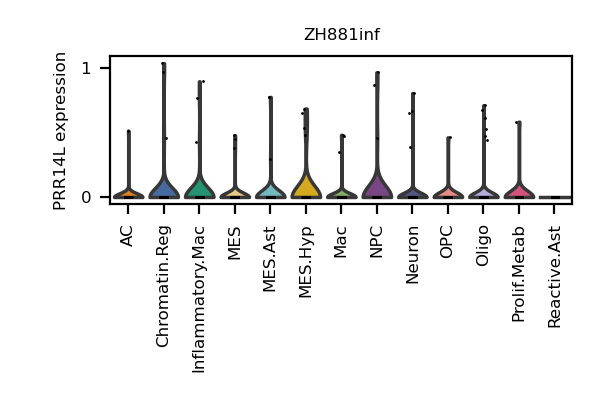 ZH881inf
PRR14L expression
1
0
AC
Chromatin.Reg
Inflammatory.Mac
MES
MES.Ast
MES.Hyp
Mac
NPC
Neuron
OPC
Oligo
Prolif.Metab
Reactive.Ast